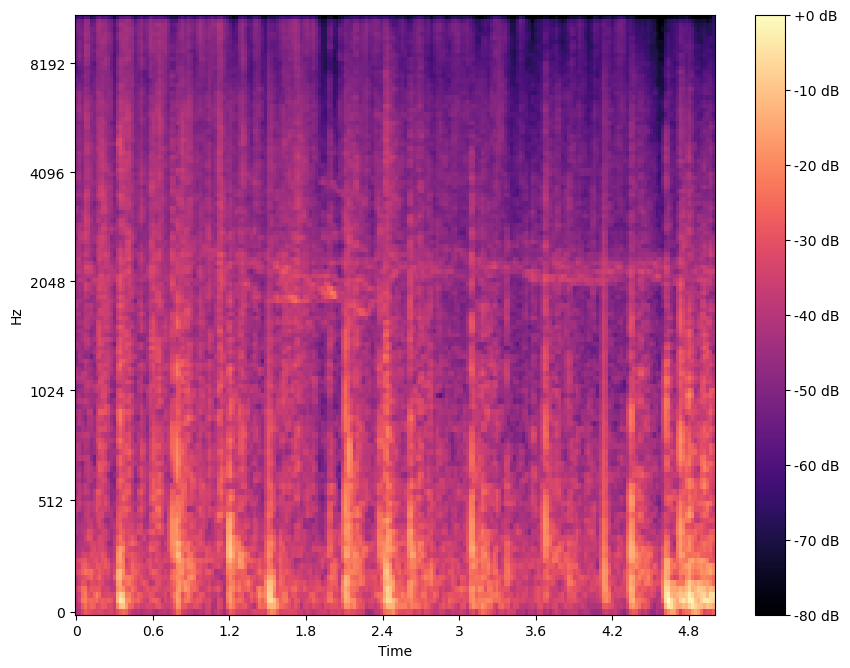 +0 dB
8192
-10 dB
4096
-20 dB
-30 dB
2048
Hz
-40 dB
1024
-50 dB
512
-60 dB
-70 dB
0
-80 dB
0 0.6 1.2 1.8 2.4 3 3.6 4.2 4.8
Time